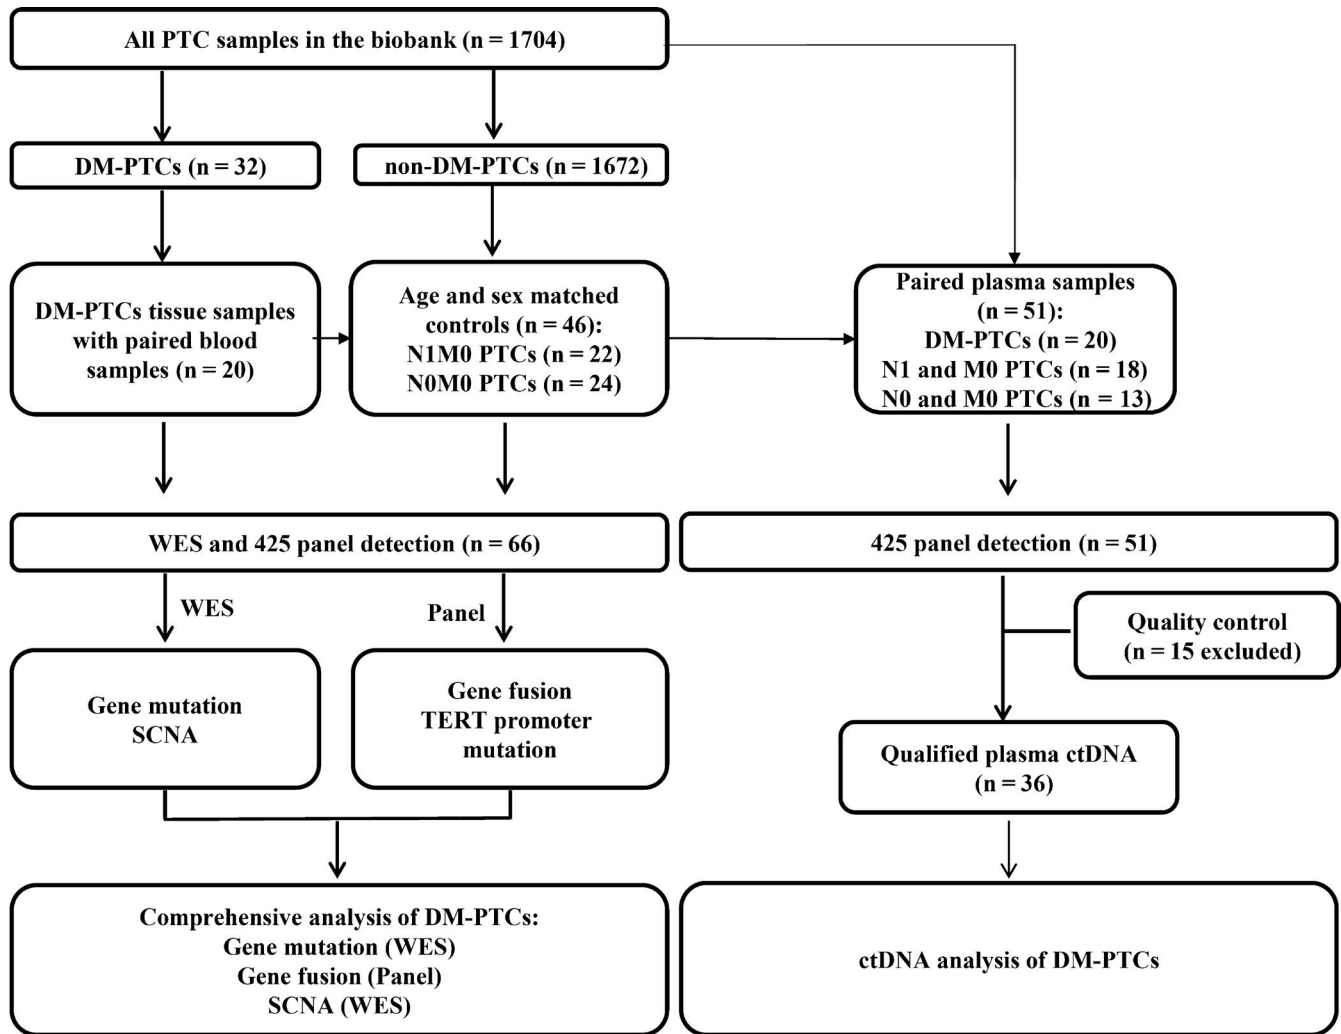 All PTC samples in the biobank (n = 1704)
DM-PTCs (n = 32)
non-DM-PTCs (n = 1672)
DM-PTCs tissue samples
with paired blood
samples (n = 20)
Age and sex matched
controls (n = 46):
N1M0 PTCs (n = 22)
N0M0 PTCs (n = 24)
Paired plasma samples
(n = 51):
DM-PTCs (n = 20)
N1 and M0 PTCs (n = 18)
N0 and M0 PTCs (n = 13)
WES and 425 panel detection (n = 66)
425 panel detection (n = 51)
WES
Panel
Quality control
(n = 15 excluded)
Gene mutation
SCNA
Gene fusion
TERT promoter
mutation
Qualified plasma ctDNA
(n = 36)
Comprehensive analysis of DM-PTCs:
Gene mutation (WES)
Gene fusion (Panel)
SCNA (WES)
ctDNA analysis of DM-PTCs